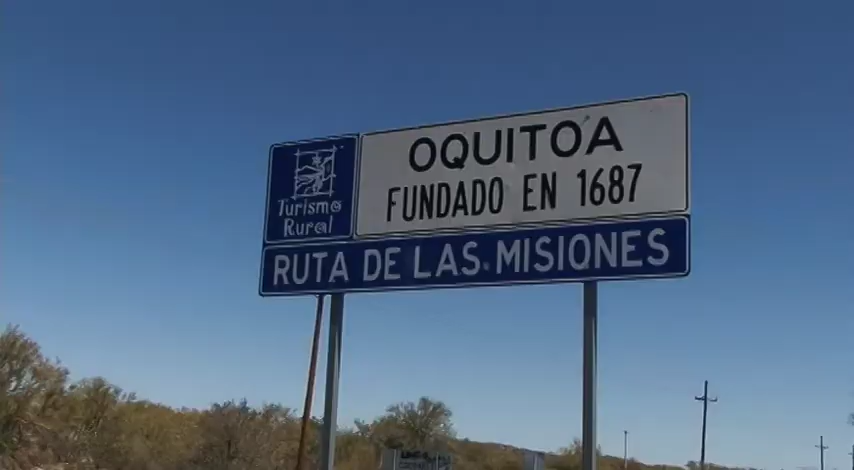 OQUITOA
FUNDADO EN 1687
Turismo
Rural
RUTA DE LAS MISIONES